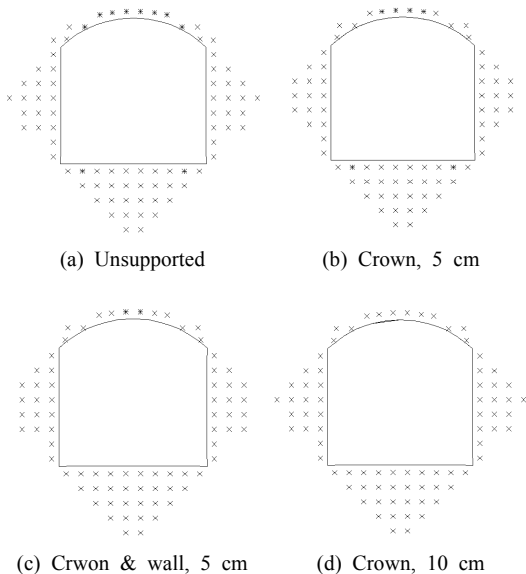 (a) Unsupported
(b) Crown, 5 cm
(c) Crwon & wall, 5 cm
(d) Crown, 10 cm